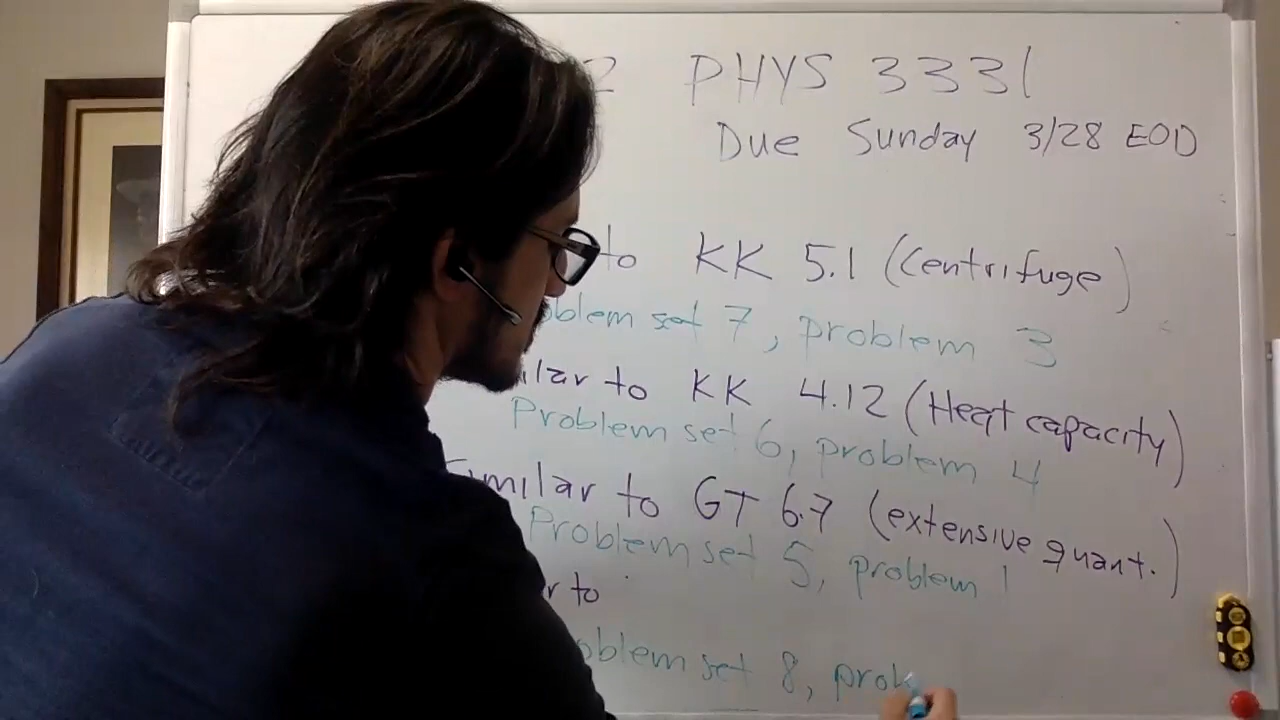 2 PHYS 3331
Due Sunday 3/28 EOD
to KK 5.1 (Centrifuge)
oblem set 7, problem 3
ilar to KK 4.12 (Heat capacity)
Problem set 6, problem 4
Similar to GT 6.7 (extensive quant.)
Problem set 5, problem 1
r to
oblem set 8, prob